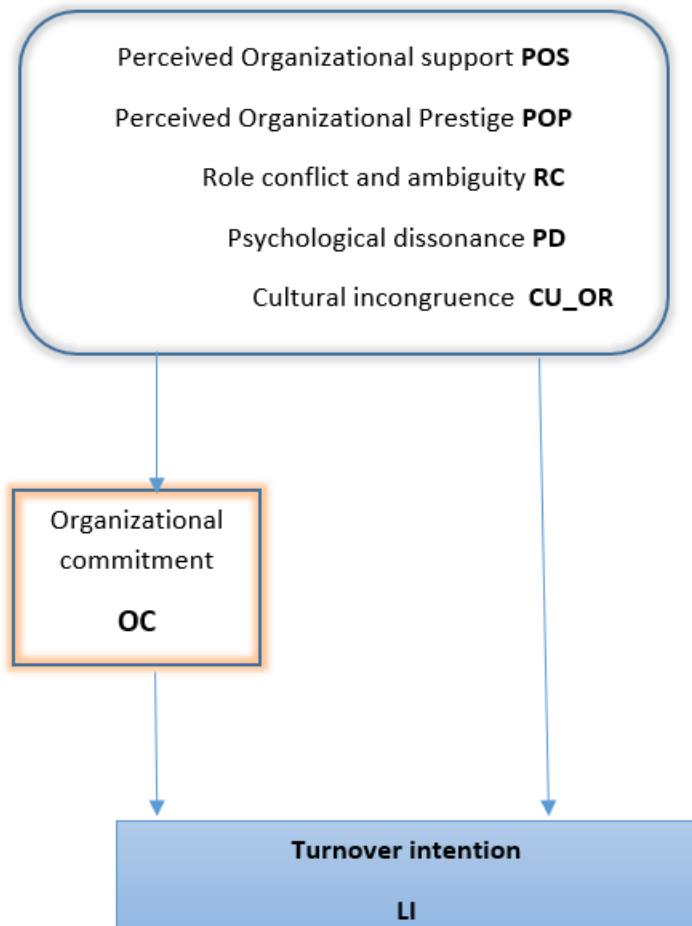 Perceived Organizational support POS
Perceived Organizational Prestige POP
Role conflict and ambiguity RC
Psychological dissonance PD
Cultural incongruence CU_OR
Organizational
commitment
OC
Turnover intention
LI